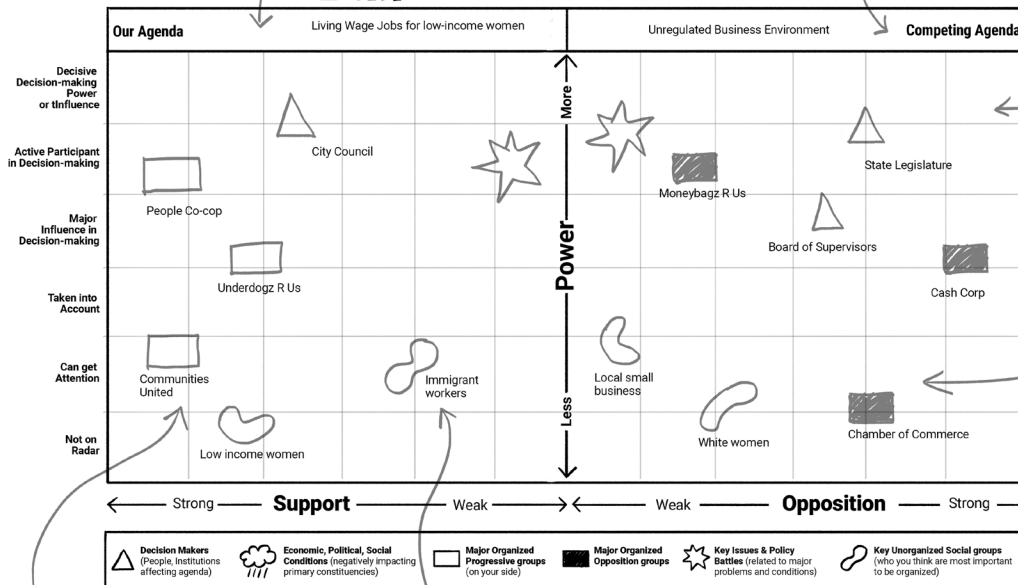 Our Agenda
Living Wage Jobs for low-income women
Unregulated Business Environment
Competing Agenda
Decisive
Decision-making
Power
or tInfluence
Active Participant
in Decision-making
Major
Influence in
Decision-making
Taken into
Account
Can get
Attention
Not on
Radar
City Council
People Co-cop
Underdogz R Us
Communities
United
Low income women
Immigrant
workers
More
Power
Less
State Legislature
Moneybagz R Us
Board of Supervisors
Cash Corp
Local small
business
White women
Chamber of Commerce
Strong
Support
Weak
Weak
Opposition
Strong
Decision Makers
(People, Institutions
affecting agenda)
Economic, Political, Social
Conditions (negatively impacting
primary constituencies)
Major Organized
Progressive groups
(on your side)
Major Organized
Opposition groups
Key Issues & Policy
Battles (related to major
problems and conditions)
Key Unorganized Social groups
(who you think are most important
to be organized)